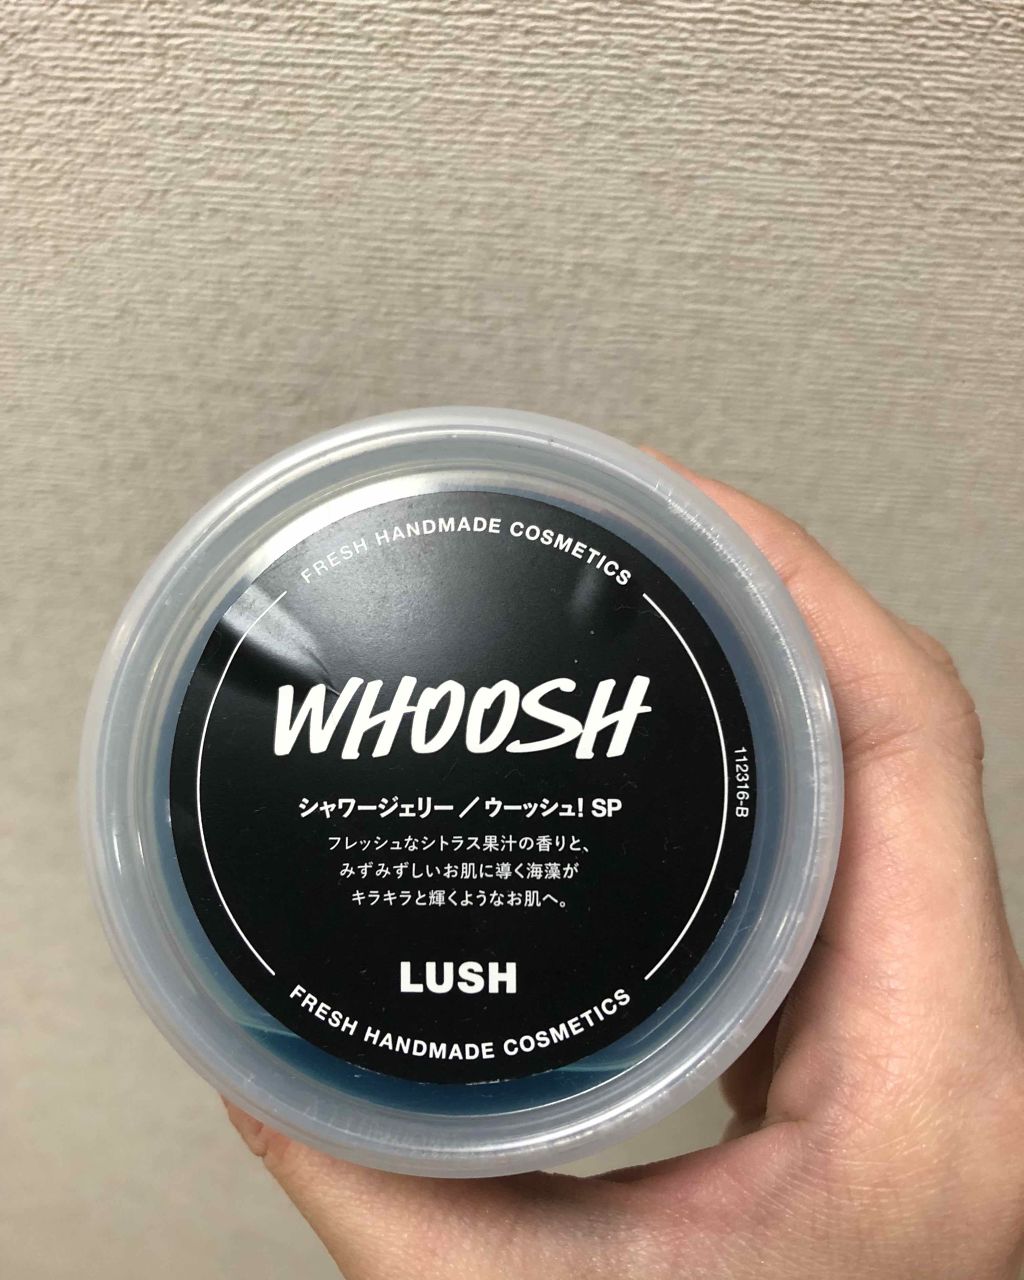 FRESH HANDMADE COSMETICS
WHOOSH
シャワージェリー／ウーッシュ! SP
フレッシュなシトラス果汁の香りと、
みずみずしいお肌に導く海藻が
キラキラと輝くようなお肌へ。
LUSH
FRESH HANDMADE COSMETICS
112316-B